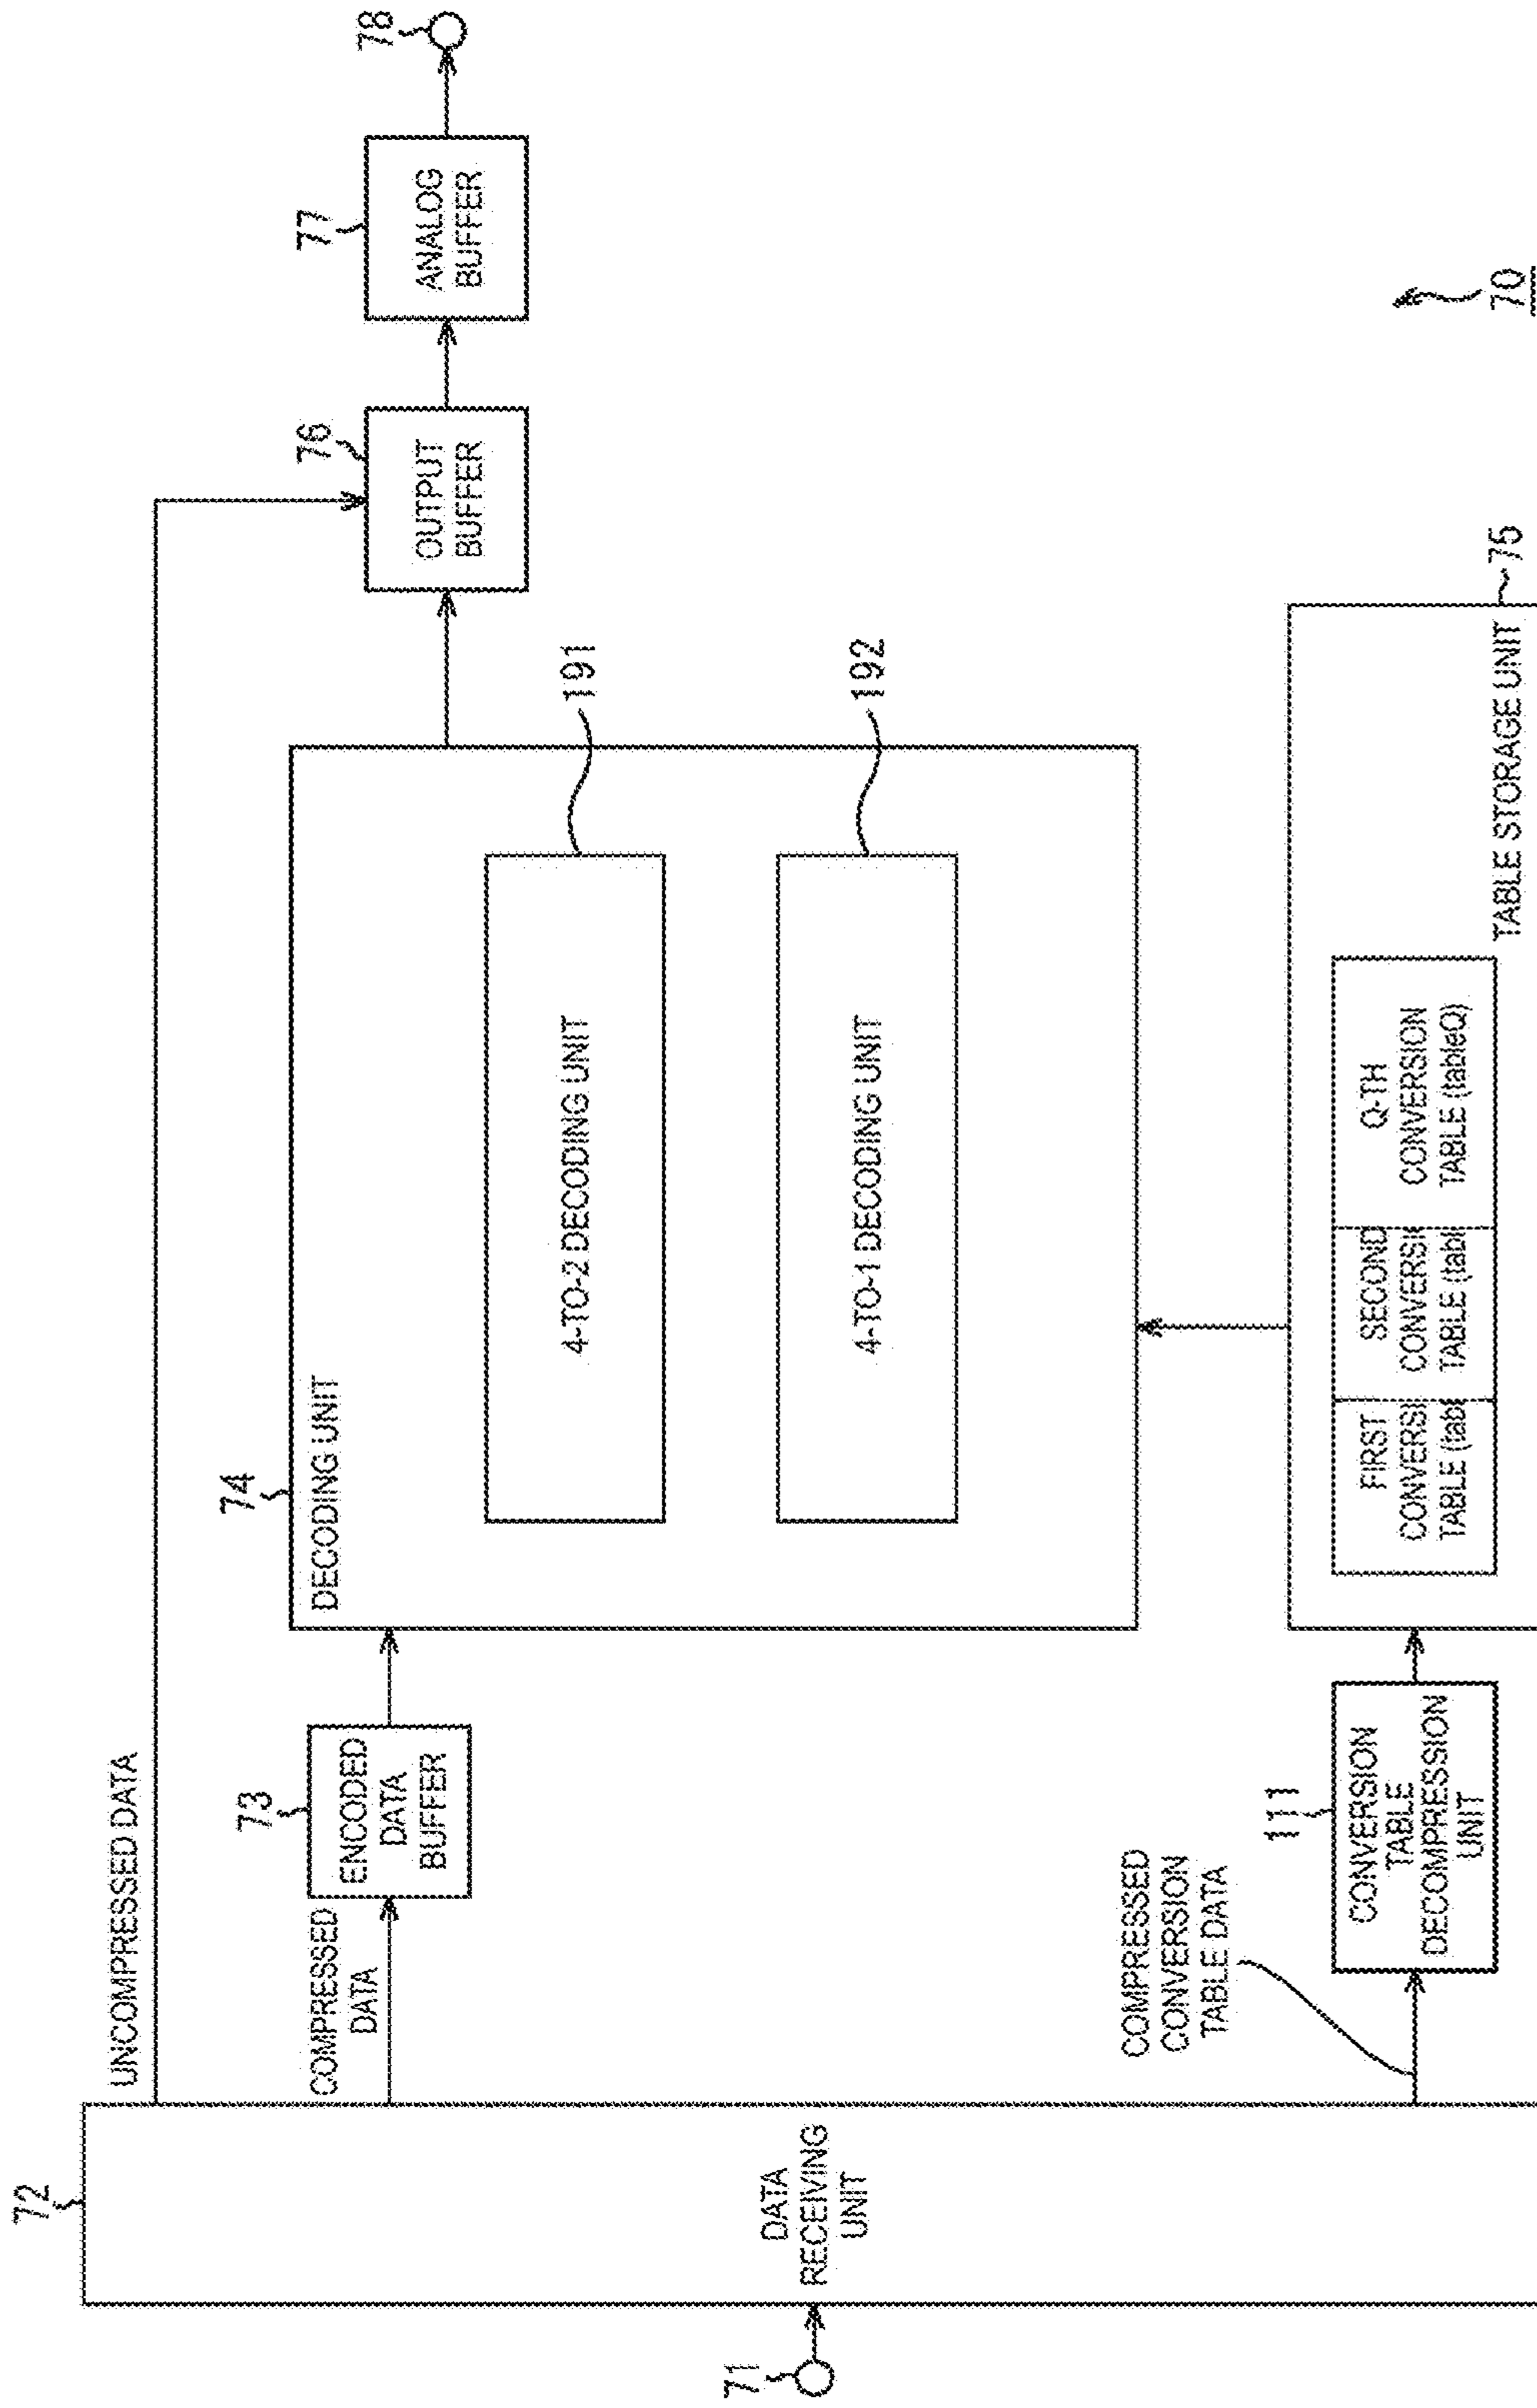 72
71
DATA
RECEIVING
UNIT
UNCOMPRESSED DATA
COMPRESSED
DATA
73
ENCODED
DATA
BUFFER
74
DECODING UNIT
4-TO-2 DECODING UNIT
191
4-TO-1 DECODING UNIT
192
76
OUTPUT
BUFFER
77
ANALOG
BUFFER
78
COMPRESSED
CONVERSION
TABLE DATA
111
CONVERSION
TABLE
DECOMPRESSION
UNIT
FIRST
CONVERSI
TABLE (tabl
SECOND
CONVERSI
TABLE (tabl
Q-TH
CONVERSION
TABLE (tableQ)
TABLE STORAGE UNIT
75
70